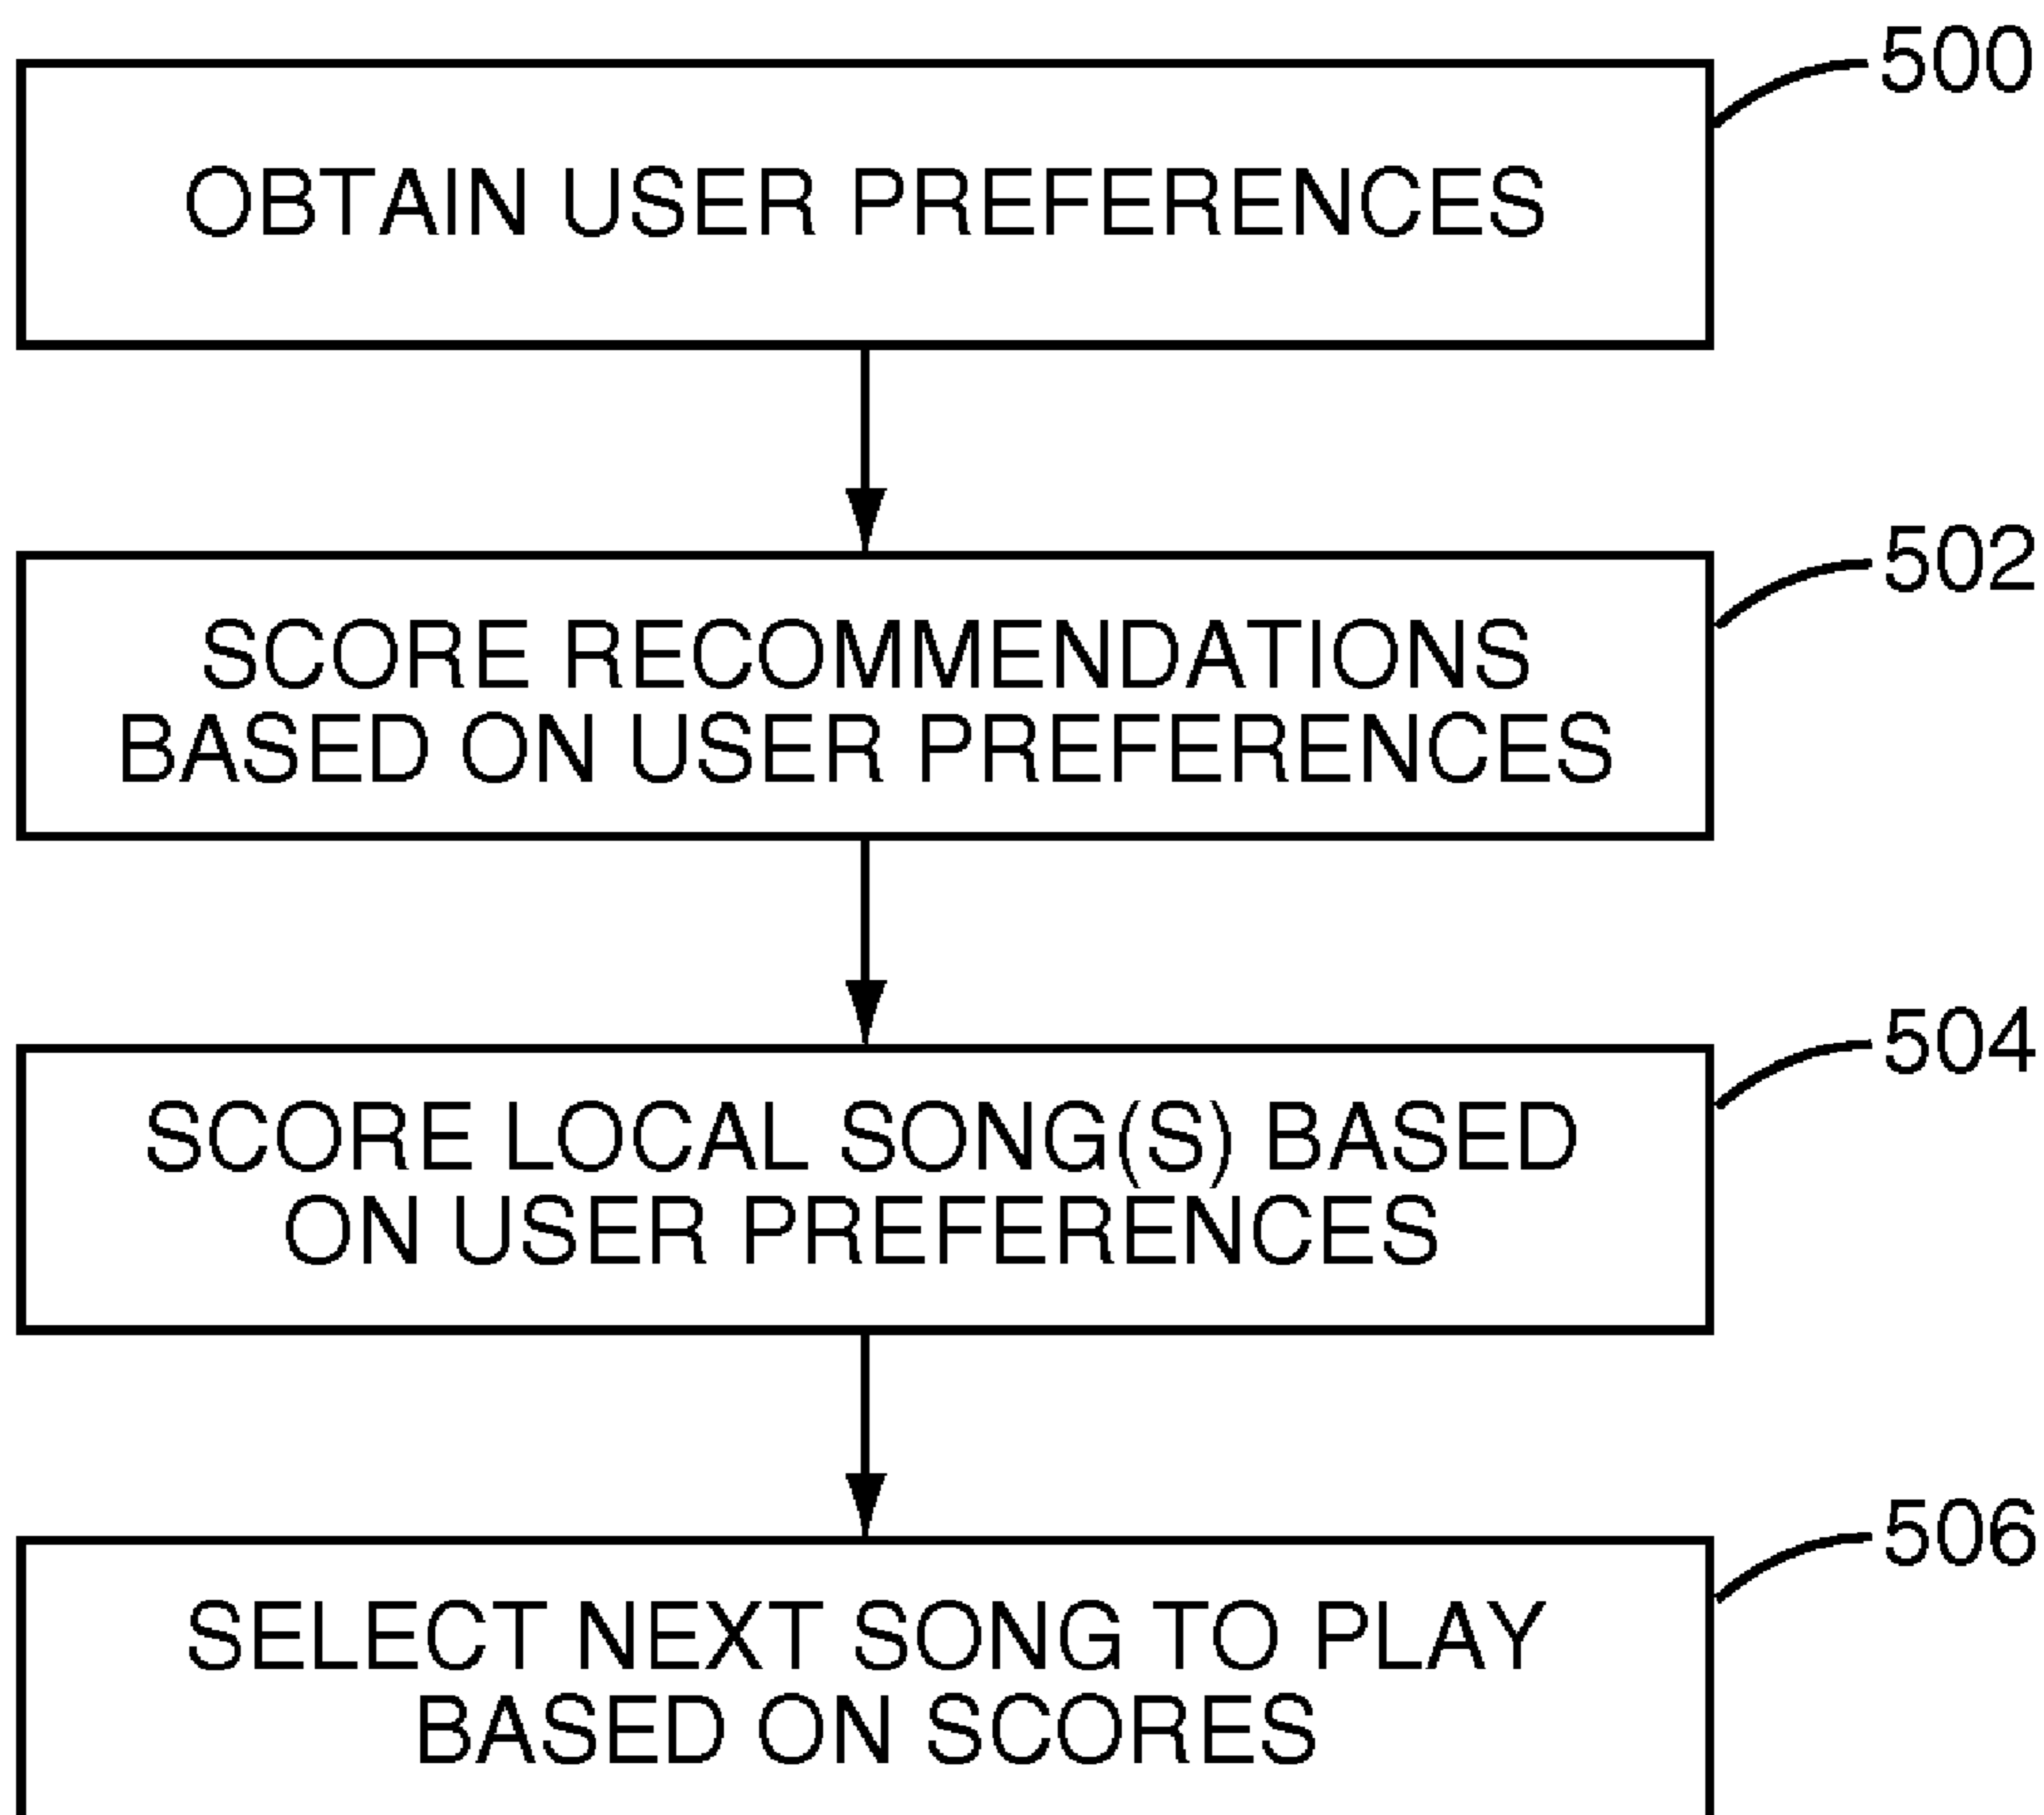 500
OBTAIN USER PREFERENCES
502
SCORE RECOMMENDATIONS
BASED ON USER PREFERENCES
504
SCORE LOCAL SONG(S) BASED
ON USER PREFERENCES
506
SELECT NEXT SONG TO PLAY
BASED ON SCORES